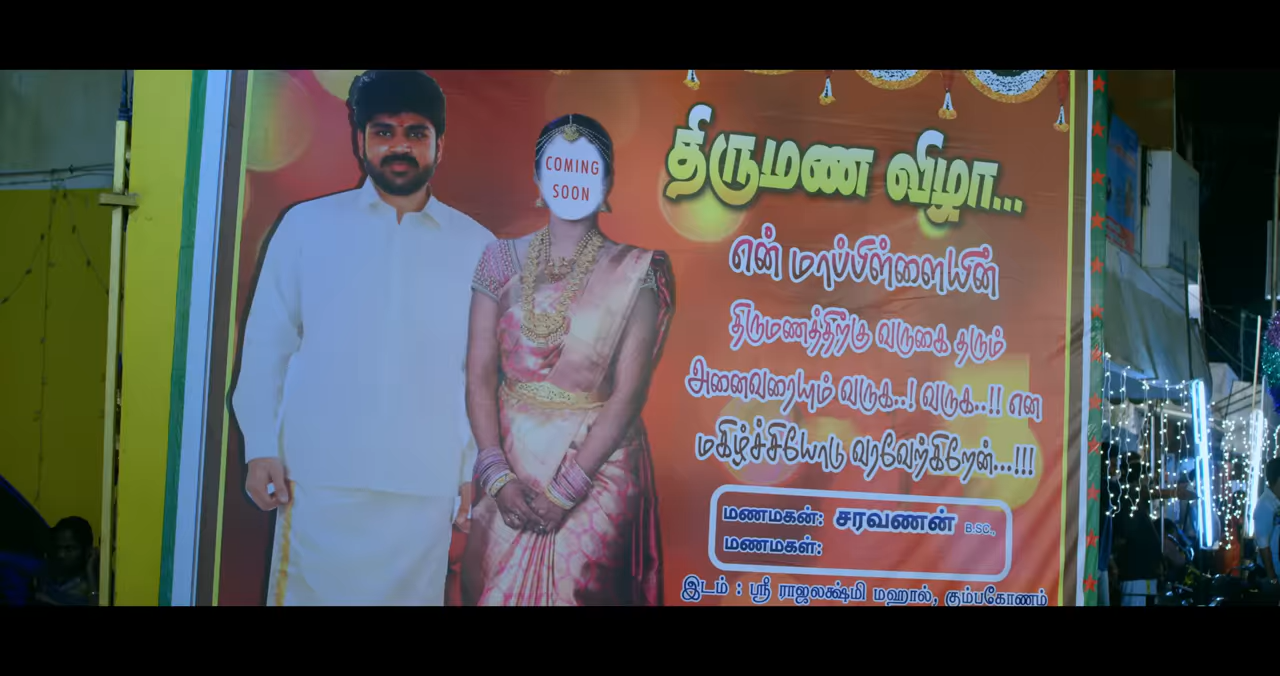 COMING
SOON
திருமண விழா...
என் மாப்பிள்ளையின்
திருமணத்திற்கு வருகை தரும்
அனைவரையும் வருக..! வருக..!! என
மகிழ்ச்சியோடு வரவேற்கிறேன்...!!!
மணமகன்: சரவணன் B.SC.,
மணமகள்:
இடம் : ஸ்ரீ ராஜலக்ஷ்மி மஹால், கும்பகோணம்